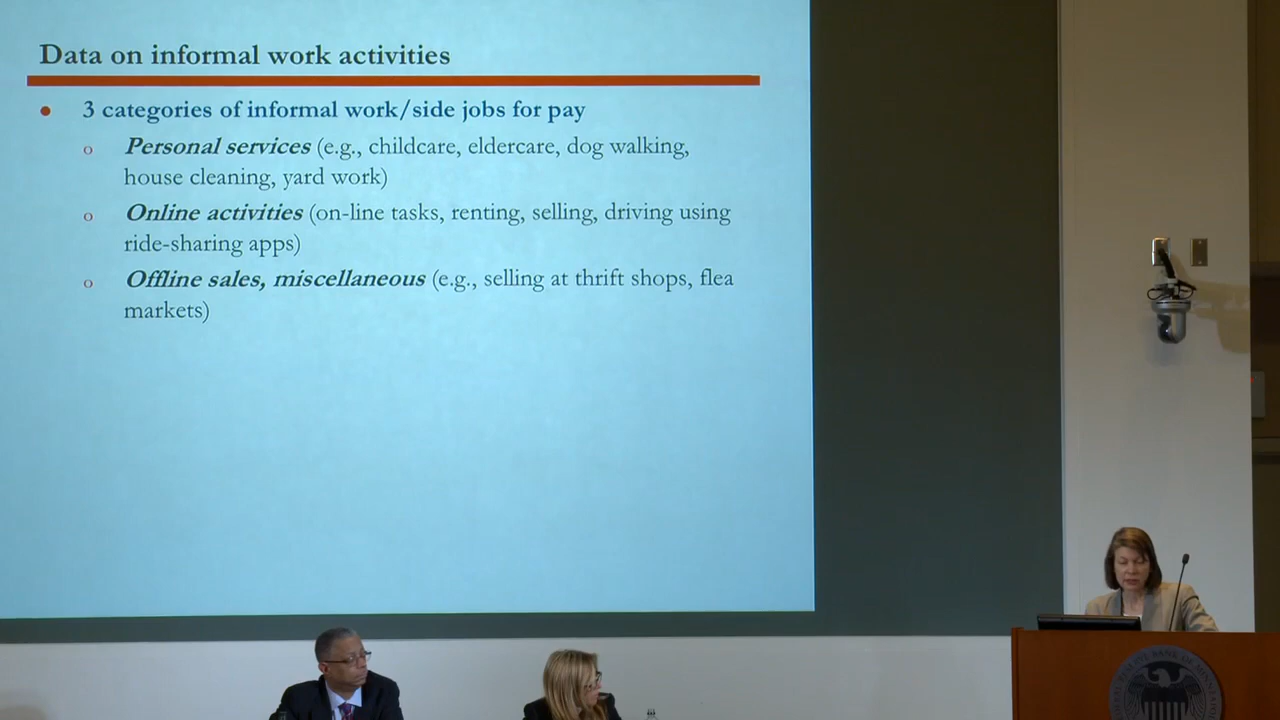 Data on informal work activities
• 3 categories of informal work/side jobs for pay
o Personal services (e.g., childcare, eldercare, dog walking,
house cleaning, yard work)
o Online activities (on-line tasks, renting, selling, driving using
ride-sharing apps)
o Offline sales, miscellaneous (e.g., selling at thrift shops, flea
markets)
BANK OF